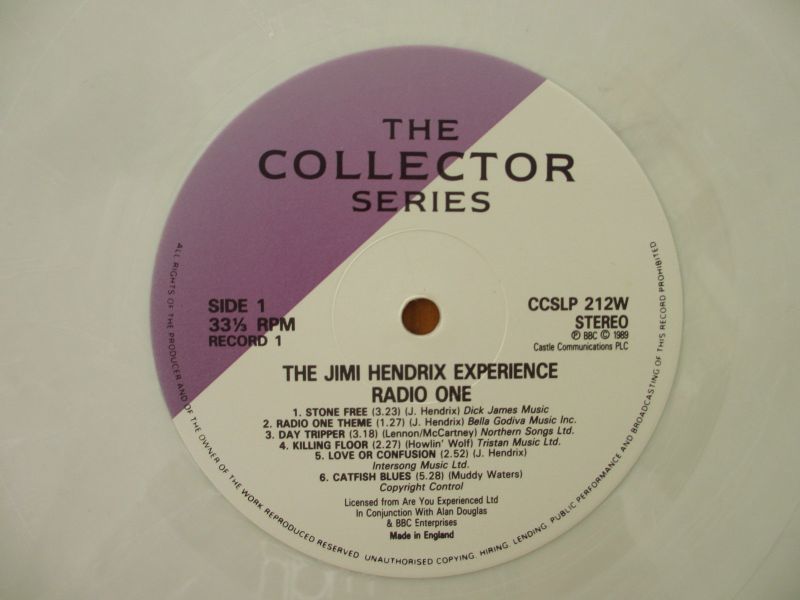 THE
COLLECTOR
SERIES
SIDE 1
33⅓ RPM
RECORD 1
CCSLP 212W
STEREO
Ⓟ BBC © 1989
Castle Communications PLC
THE JIMI HENDRIX EXPERIENCE
RADIO ONE
1. STONE FREE (3.23) (J. Hendrix) Dick James Music
2. RADIO ONE THEME (1.27) (J. Hendrix) Bella Godiva Music Inc.
3. DAY TRIPPER (3.18) (Lennon/McCartney) Northern Songs Ltd.
4. KILLING FLOOR (2.27) (Howlin' Wolf) Tristan Music Ltd.
5. LOVE OR CONFUSION (2.52) (J. Hendrix)
Intersong Music Ltd.
6. CATFISH BLUES (5.28) (Muddy Waters)
Copyright Control
Licensed from Are You Experienced Ltd
In Conjunction With Alan Douglas
& BBC Enterprises
Made in England
ALL RIGHTS OF THE PRODUCER AND OF THE OWNER OF THE WORK REPRODUCED RESERVED. UNAUTHORISED COPYING, HIRING, LENDING, PUBLIC PERFORMANCE AND BROADCASTING OF THIS RECORD PROHIBITED